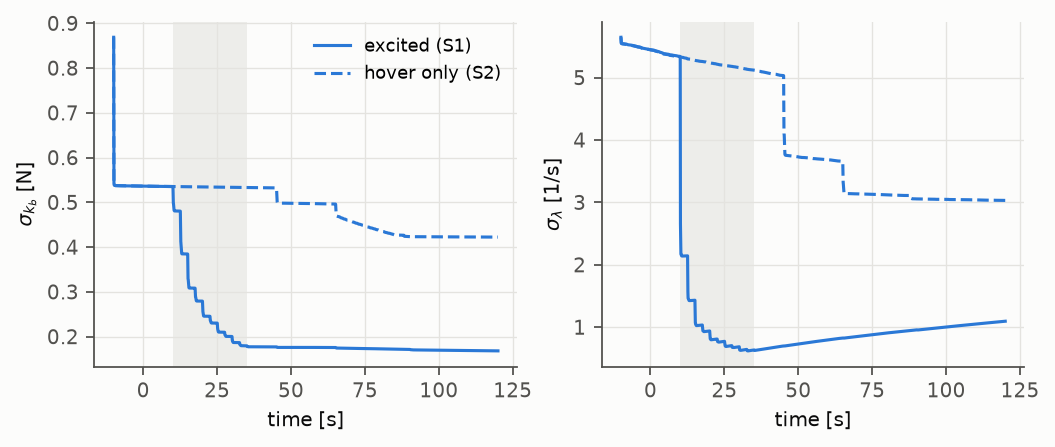 0.9
0.8
0.7
0.6
0.5
0.4
0.3
0.2
σ_{k_b} [N]
excited (S1)
hover only (S2)
0 25 50 75 100 125
time [s]
5
4
3
2
1
σ_λ [1/s]
0 25 50 75 100 125
time [s]